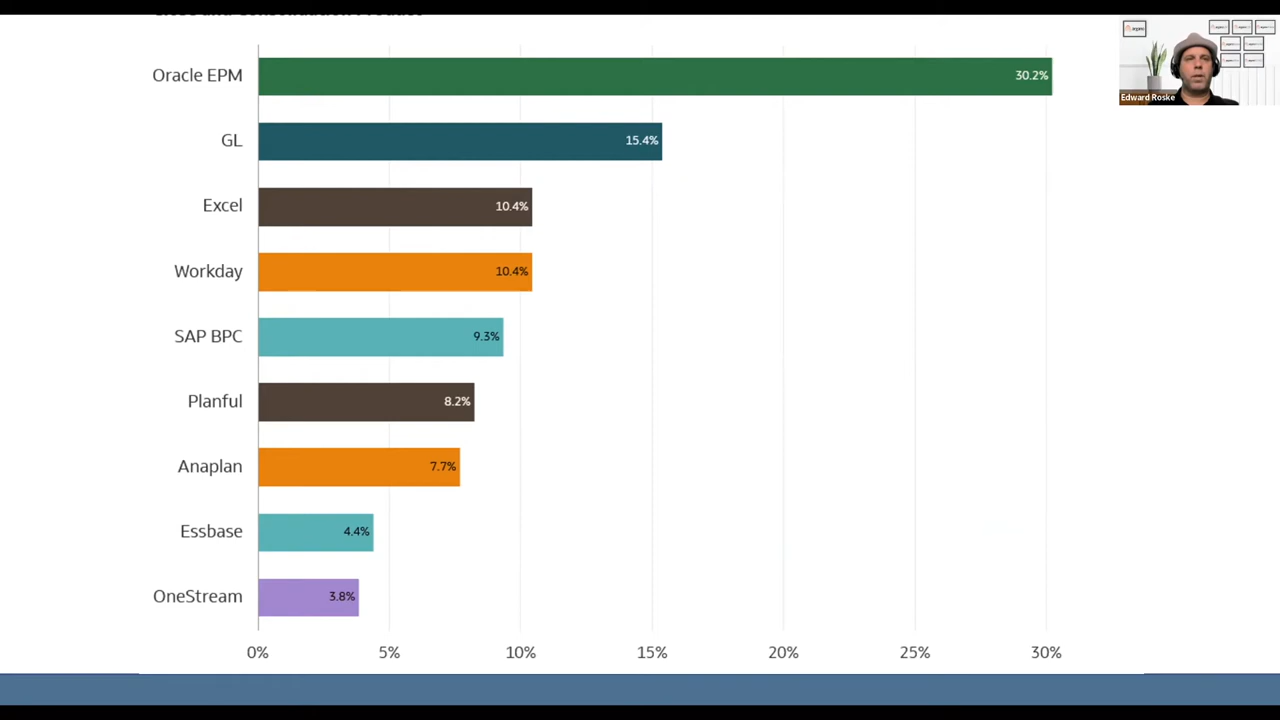 Oracle EPM 30.2%
GL 15.4%
Excel 10.4%
Workday 10.4%
SAP BPC 9.3%
Planful 8.2%
Anaplan 7.7%
Essbase 4.4%
OneStream 3.8%
0% 5% 10% 15% 20% 25% 30%
Edward Roske